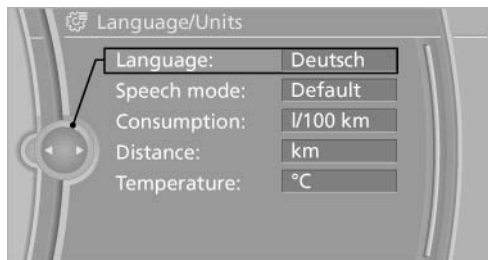 Language/Units
Language: Deutsch
Speech mode: Default
Consumption: l/100 km
Distance: km
Temperature: °C